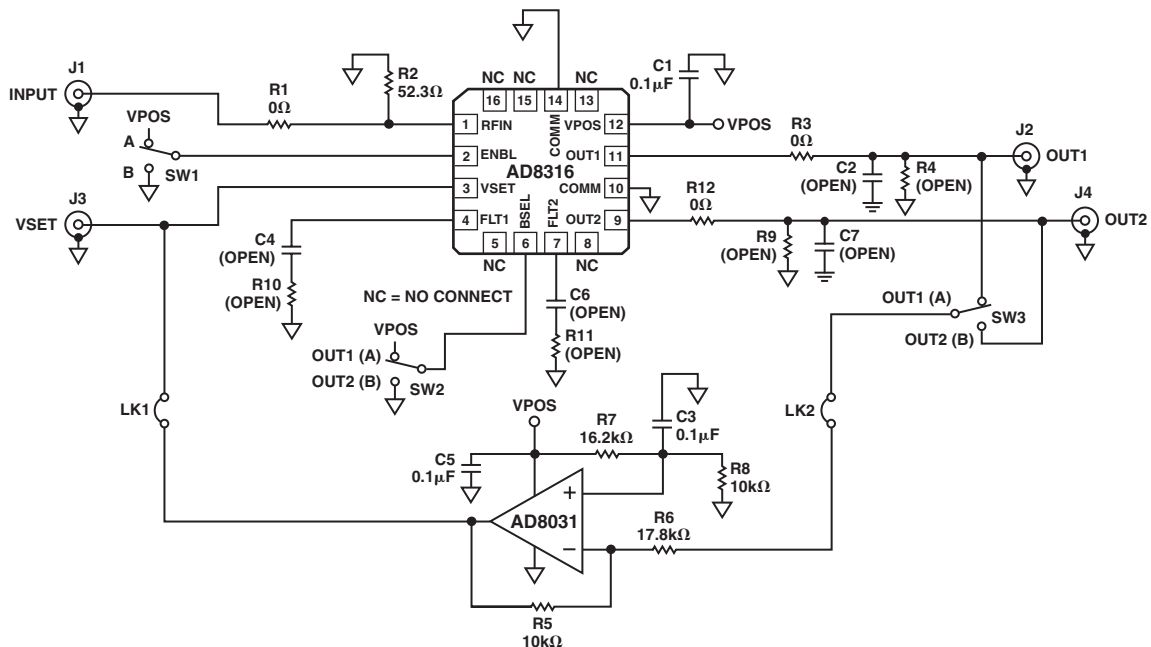 J1
INPUT
VPOS
A
B
SW1
J3
VSET
R1
0Ω
R2
52.3Ω
NC NC NC
16 15 14 13
COMM
1 RFIN
2 ENBL
3 VSET
4 FLT1
AD8316
VPOS 12
OUT1 11
COMM 10
OUT2 9
BSEL
FLT2
5 6 7 8
NC NC
C1
0.1µF
VPOS
R3
0Ω
J2
OUT1
C2
(OPEN)
R4
(OPEN)
R12
0Ω
J4
OUT2
R9
(OPEN)
C7
(OPEN)
C4
(OPEN)
R10
(OPEN)
NC = NO CONNECT
C6
(OPEN)
R11
(OPEN)
VPOS
OUT1 (A)
OUT2 (B)
SW2
OUT1 (A)
SW3
OUT2 (B)
LK1
LK2
VPOS
C5
0.1µF
R7
16.2kΩ
C3
0.1µF
R8
10kΩ
+
AD8031
–
R6
17.8kΩ
R5
10kΩ